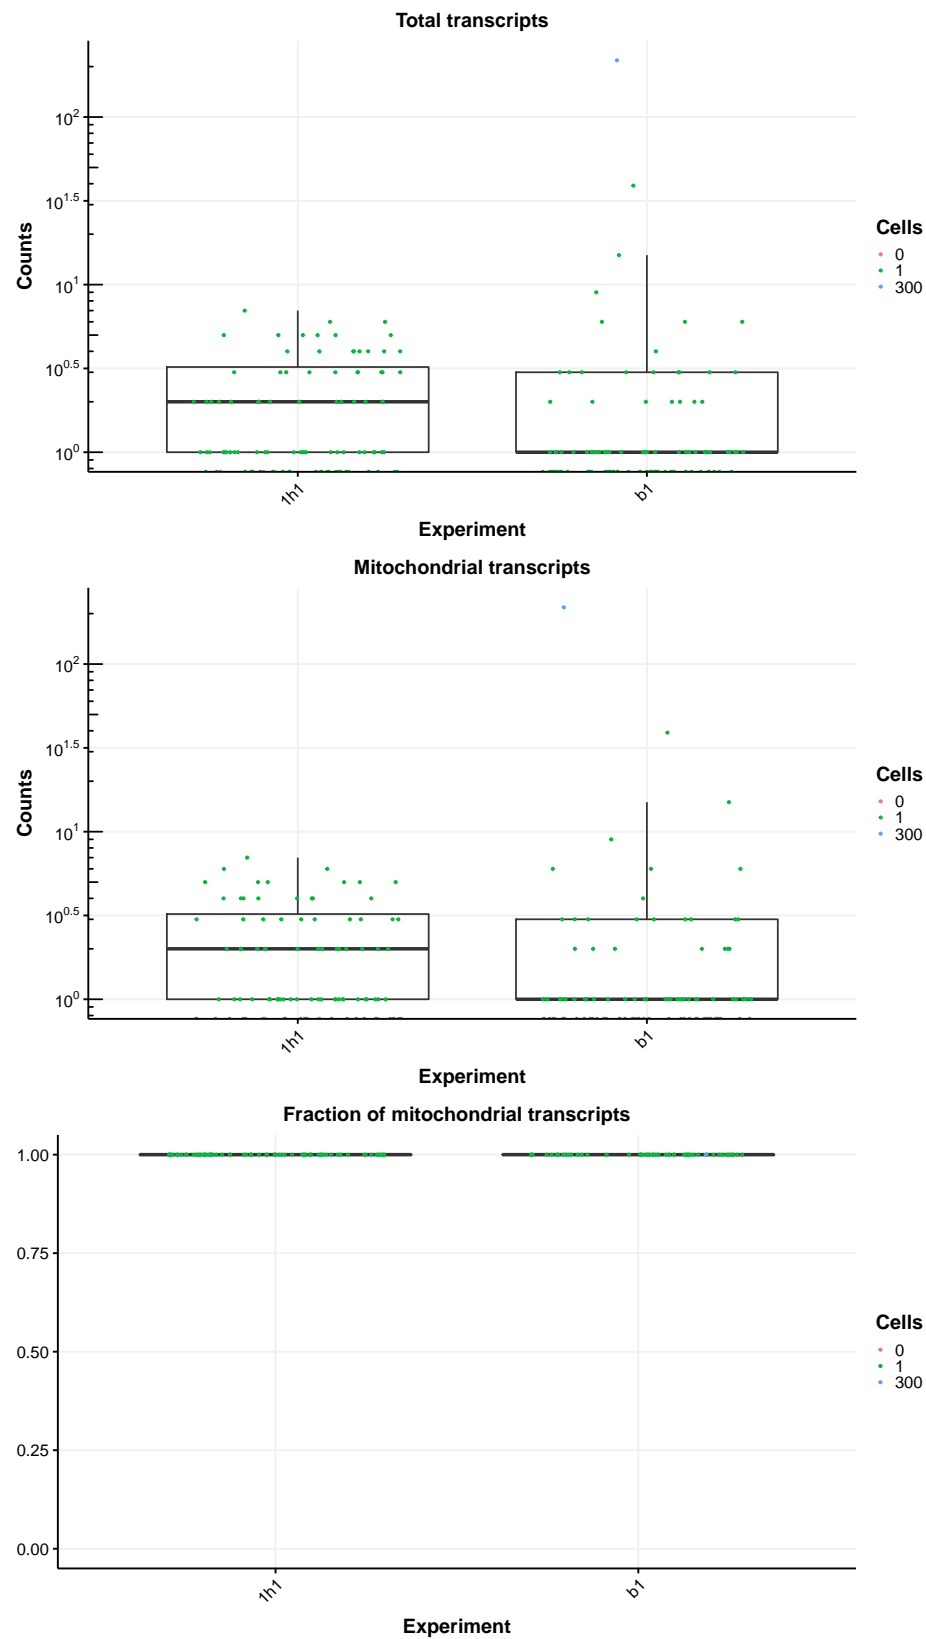 Total transcripts
Counts
10^2
10^1.5
10^1
10^0.5
10^0
1h1
b1
Experiment
Cells
0
1
300
Mitochondrial transcripts
Counts
10^2
10^1.5
10^1
10^0.5
10^0
1h1
b1
Experiment
Cells
0
1
300
Fraction of mitochondrial transcripts
1.00
0.75
0.50
0.25
0.00
1h1
b1
Experiment
Cells
0
1
300